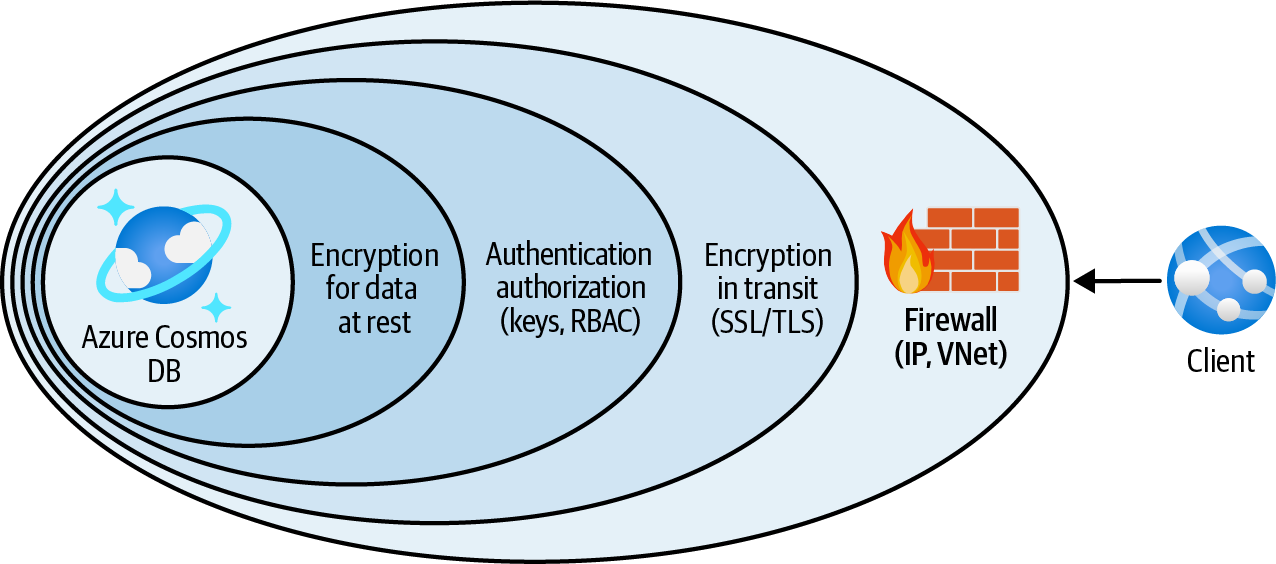 Azure Cosmos
DB
Encryption
for data
at rest
Authentication
authorization
(keys, RBAC)
Encryption
in transit
(SSL/TLS)
Firewall
(IP, VNet)
Client